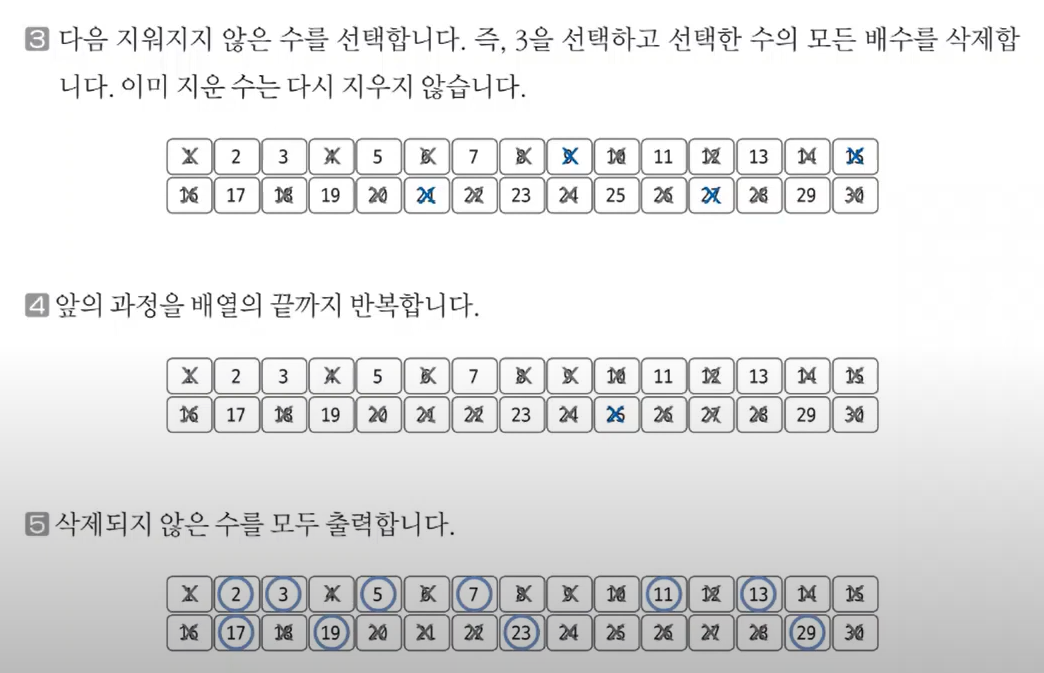 3 다음 지워지지 않은 수를 선택합니다. 즉, 3을 선택하고 선택한 수의 모든 배수를 삭제합
니다. 이미 지운 수는 다시 지우지 않습니다.
1 2 3 4 5 6 7 8 9 10 11 12 13 14 15
16 17 18 19 20 21 22 23 24 25 26 27 28 29 30
4 앞의 과정을 배열의 끝까지 반복합니다.
1 2 3 4 5 6 7 8 9 10 11 12 13 14 15
16 17 18 19 20 21 22 23 24 25 26 27 28 29 30
5 삭제되지 않은 수를 모두 출력합니다.
1 2 3 4 5 6 7 8 9 10 11 12 13 14 15
16 17 18 19 20 21 22 23 24 25 26 27 28 29 30